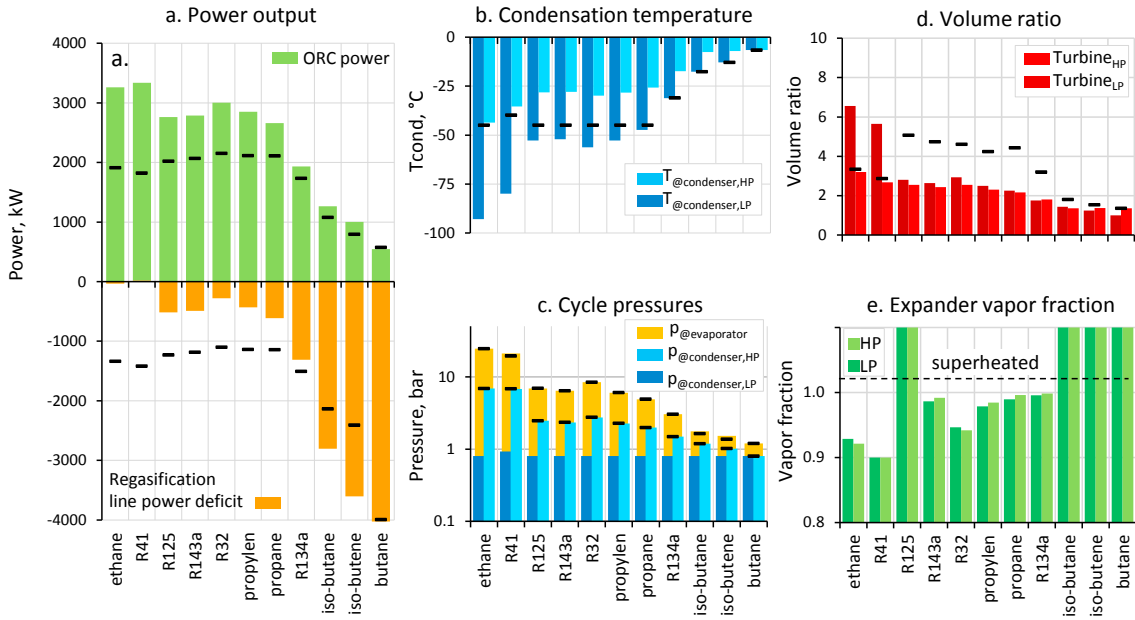 a. Power output
a.
ORC power
4000
3000
2000
1000
0
-1000
-2000
-3000
-4000
Power, kW
Regasification
line power deficit
ethane
R41
R125
R143a
R32
propylen
propane
R134a
iso-butane
iso-butene
butane
b. Condensation temperature
0
-25
-50
-75
-100
Tcond, °C
T@condenser,HP
T@condenser,LP
c. Cycle pressures
p@evaporator
p@condenser,HP
p@condenser,LP
10
1
0.1
Pressure, bar
ethane
R41
R125
R143a
R32
propylen
propane
R134a
iso-butane
iso-butene
butane
d. Volume ratio
TurbineHP
TurbineLP
10
8
6
4
2
0
Volume ratio
e. Expander vapor fraction
HP
LP
superheated
1.0
0.9
0.8
Vapor fraction
ethane
R41
R125
R143a
R32
propylen
propane
R134a
iso-butane
iso-butene
butane